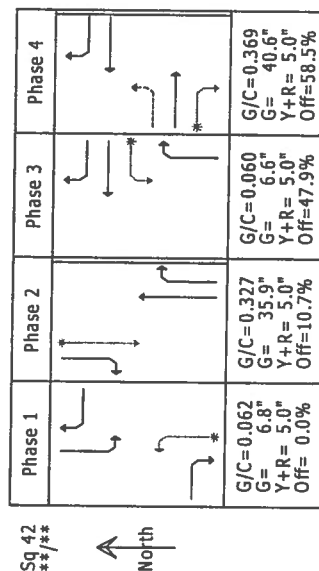 Sq 42
**/**
North
Phase 1
Phase 2
Phase 3
Phase 4
G/C=0.062
G= 6.8"
Y+R= 5.0"
Off= 0.0%
G/C=0.327
G= 35.9"
Y+R= 5.0"
Off=10.7%
G/C=0.060
G= 6.6"
Y+R= 5.0"
Off=47.9%
G/C=0.369
G= 40.6"
Y+R= 5.0"
Off=58.5%